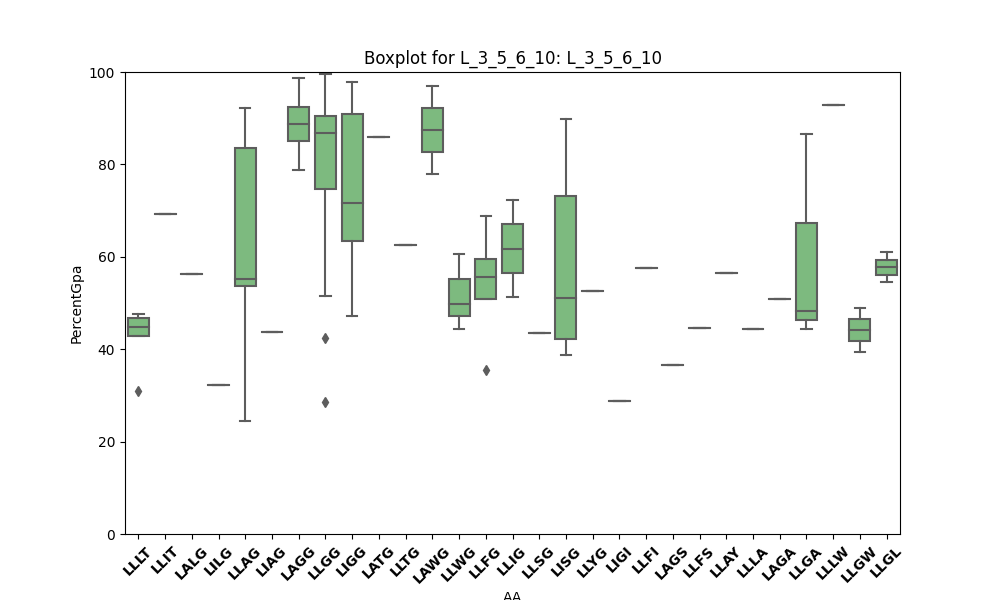 Boxplot for L_3_5_6_10: L_3_5_6_10
PercentGpa
100
80
60
40
20
0
LLLT LLIT LALG LILG LLAG LIAG LAGG LLGG LIGG LATG LLTG LAWG LLWG LLFG LLIG LLSG LISG LLYG LIGI LLFI LAGS LLFS LLAY LLLA LAGA LLGA LLLW LLGW LLGL
AA